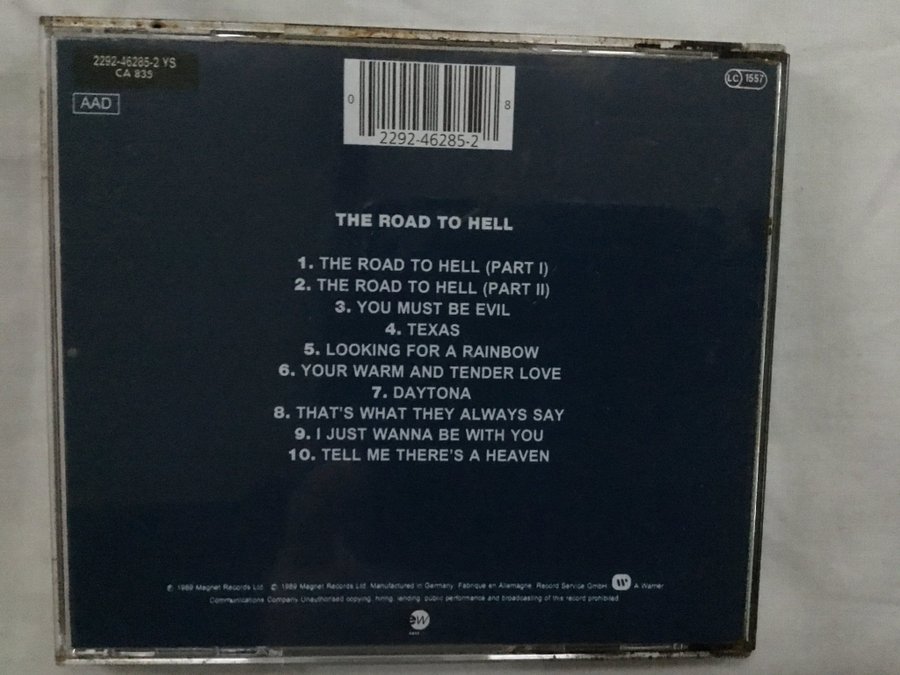 2292-46285-2 YS
CA 835
AAD
0
8
2292-46285-2
LC 1557
THE ROAD TO HELL
1. THE ROAD TO HELL (PART I)
2. THE ROAD TO HELL (PART II)
3. YOU MUST BE EVIL
4. TEXAS
5. LOOKING FOR A RAINBOW
6. YOUR WARM AND TENDER LOVE
7. DAYTONA
8. THAT'S WHAT THEY ALWAYS SAY
9. I JUST WANNA BE WITH YOU
10. TELL ME THERE'S A HEAVEN
℗ 1989 Magnet Records Ltd. © 1989 Magnet Records Ltd. Manufactured in Germany. Fabriqué en Allemagne. Record Service GmbH W A Warner
Communications Company. Unauthorised copying, hiring, lending, public performance and broadcasting of this record prohibited.
ew